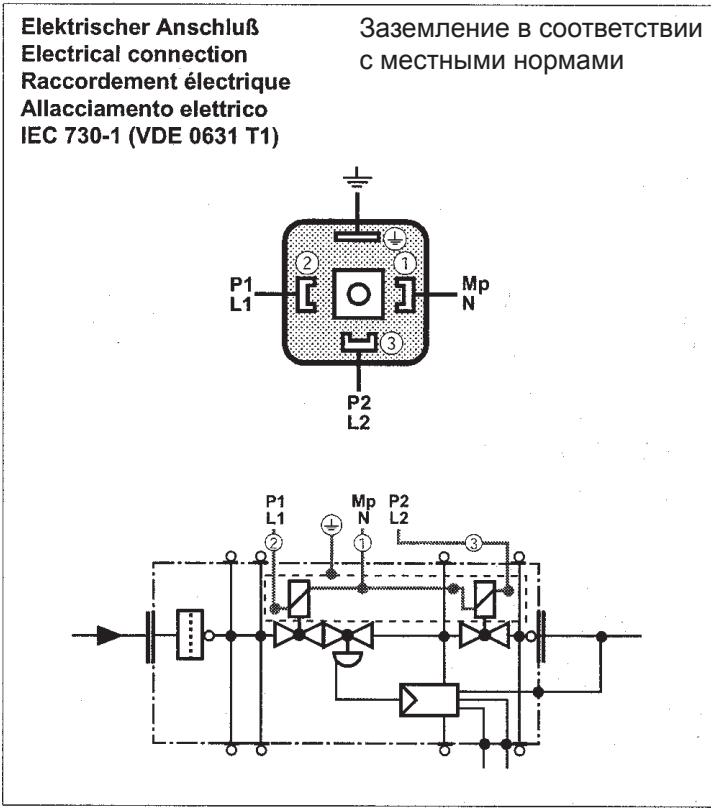 Elektrischer Anschluß
Electrical connection
Raccordement électrique
Allacciamento elettrico
IEC 730-1 (VDE 0631 T1)
Заземление в соответствии
с местными нормами
2
1
P1
L1
Mp
N
3
P2
L2
P1
L1
Mp
N
P2
L2
2
1
3